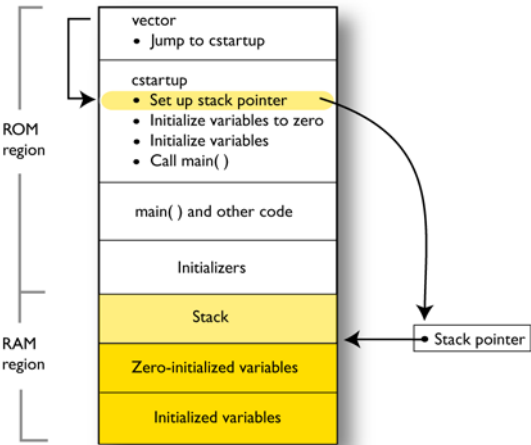 vector
• Jump to cstartup
cstartup
• Set up stack pointer
• Initialize variables to zero
• Initialize variables
• Call main( )
ROM
region
main( ) and other code
Initializers
Stack
Stack pointer
RAM
region
Zero-initialized variables
Initialized variables